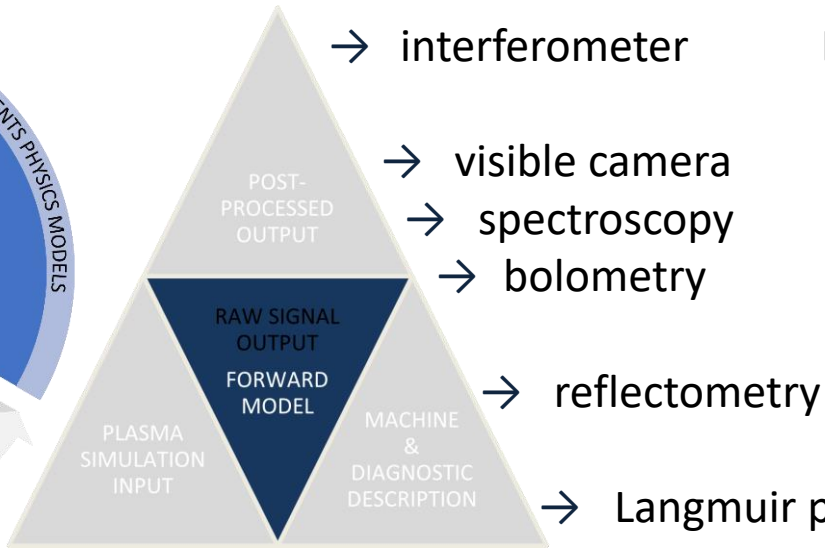 PHYSICS MODELS
→ interferometer
→ visible camera
→ spectroscopy
→ bolometry
→ reflectometry
→ Langmuir
POST-
PROCESSED
OUTPUT
RAW SIGNAL
OUTPUT
FORWARD
MODEL
PLASMA
SIMULATION
INPUT
MACHINE
&
DIAGNOSTIC
DESCRIPTION